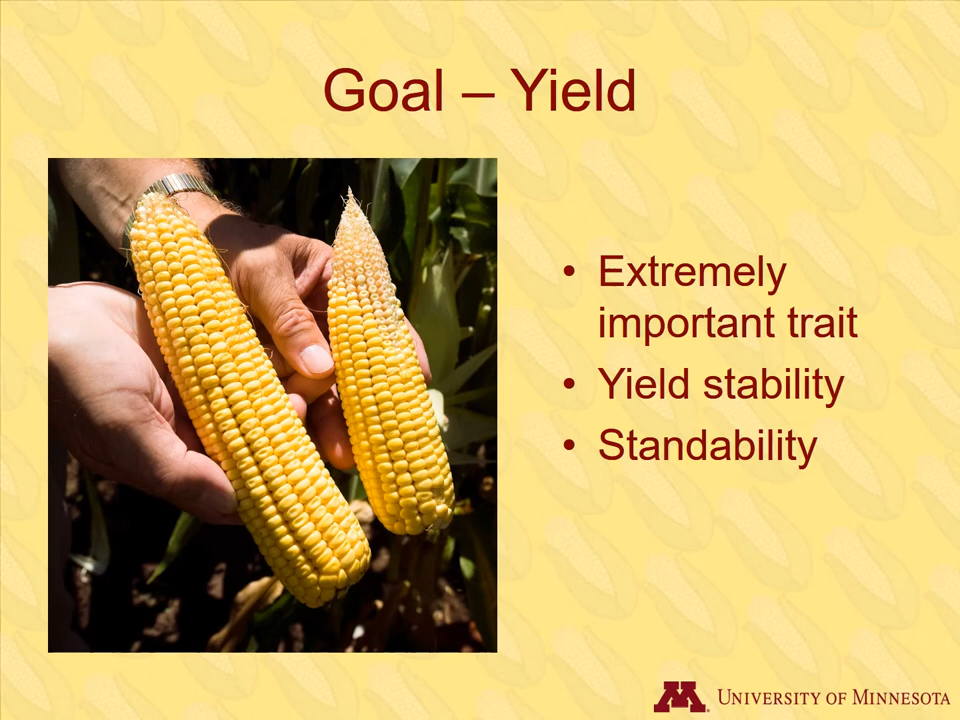 Goal – Yield
• Extremely
important trait
• Yield stability
• Standability
M
UNIVERSITY OF MINNESOTA